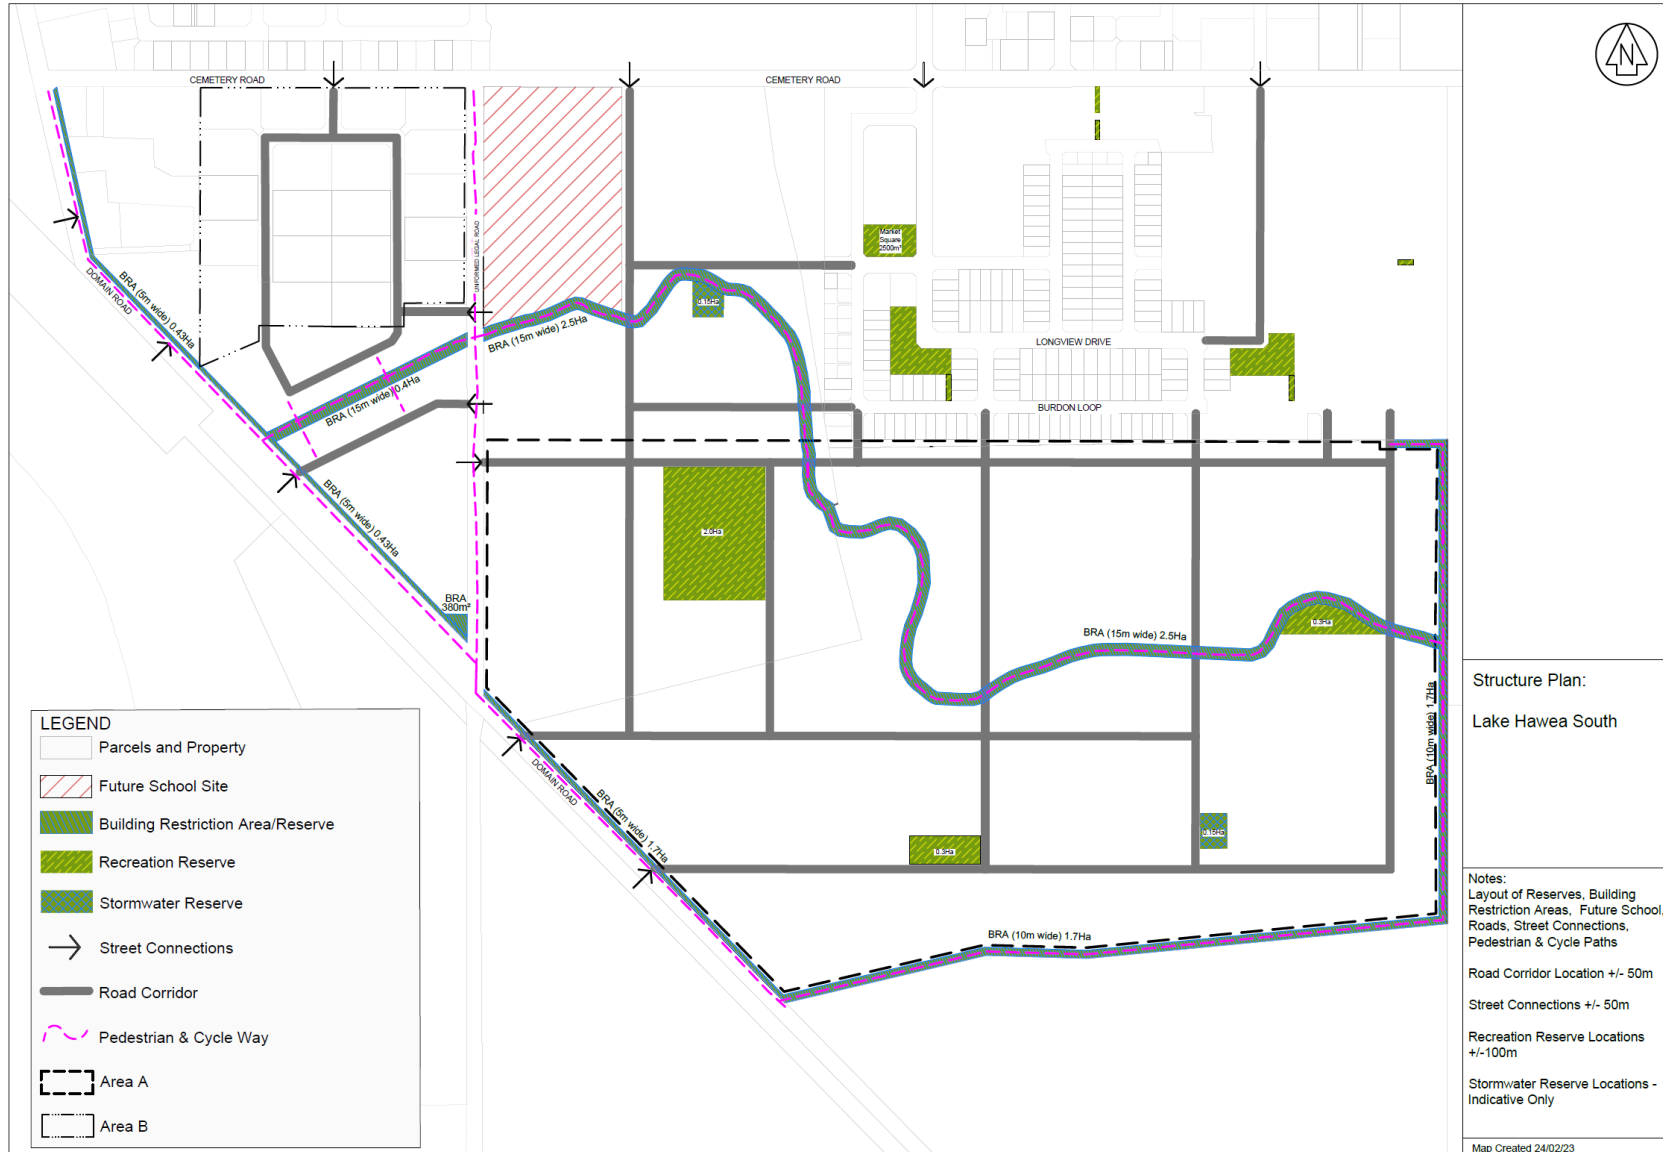 CEMETERY ROAD
CEMETERY ROAD
N
UNFORMED LEGAL ROAD
Market
Square
2500m²
BRA (5m wide) 0.43Ha
DOMAIN ROAD
0.15Ha
BRA (15m wide) 2.5Ha
LONGVIEW DRIVE
BRA (15m wide) 0.4Ha
BURDON LOOP
BRA (5m wide) 0.43Ha
2.0Ha
BRA
380m²
0.3Ha
BRA (15m wide) 2.5Ha
BRA (10m wide) 1.7Ha
DOMAIN ROAD
BRA (5m wide) 1.7Ha
0.15Ha
0.3Ha
BRA (10m wide) 1.7Ha
LEGEND
Parcels and Property
Future School Site
Building Restriction Area/Reserve
Recreation Reserve
Stormwater Reserve
Street Connections
Road Corridor
Pedestrian & Cycle Way
Area A
Area B
Structure Plan:
Lake Hawea South
Notes:
Layout of Reserves, Building
Restriction Areas, Future School,
Roads, Street Connections,
Pedestrian & Cycle Paths
Road Corridor Location +/- 50m
Street Connections +/- 50m
Recreation Reserve Locations
+/-100m
Stormwater Reserve Locations -
Indicative Only
Map Created 24/02/23